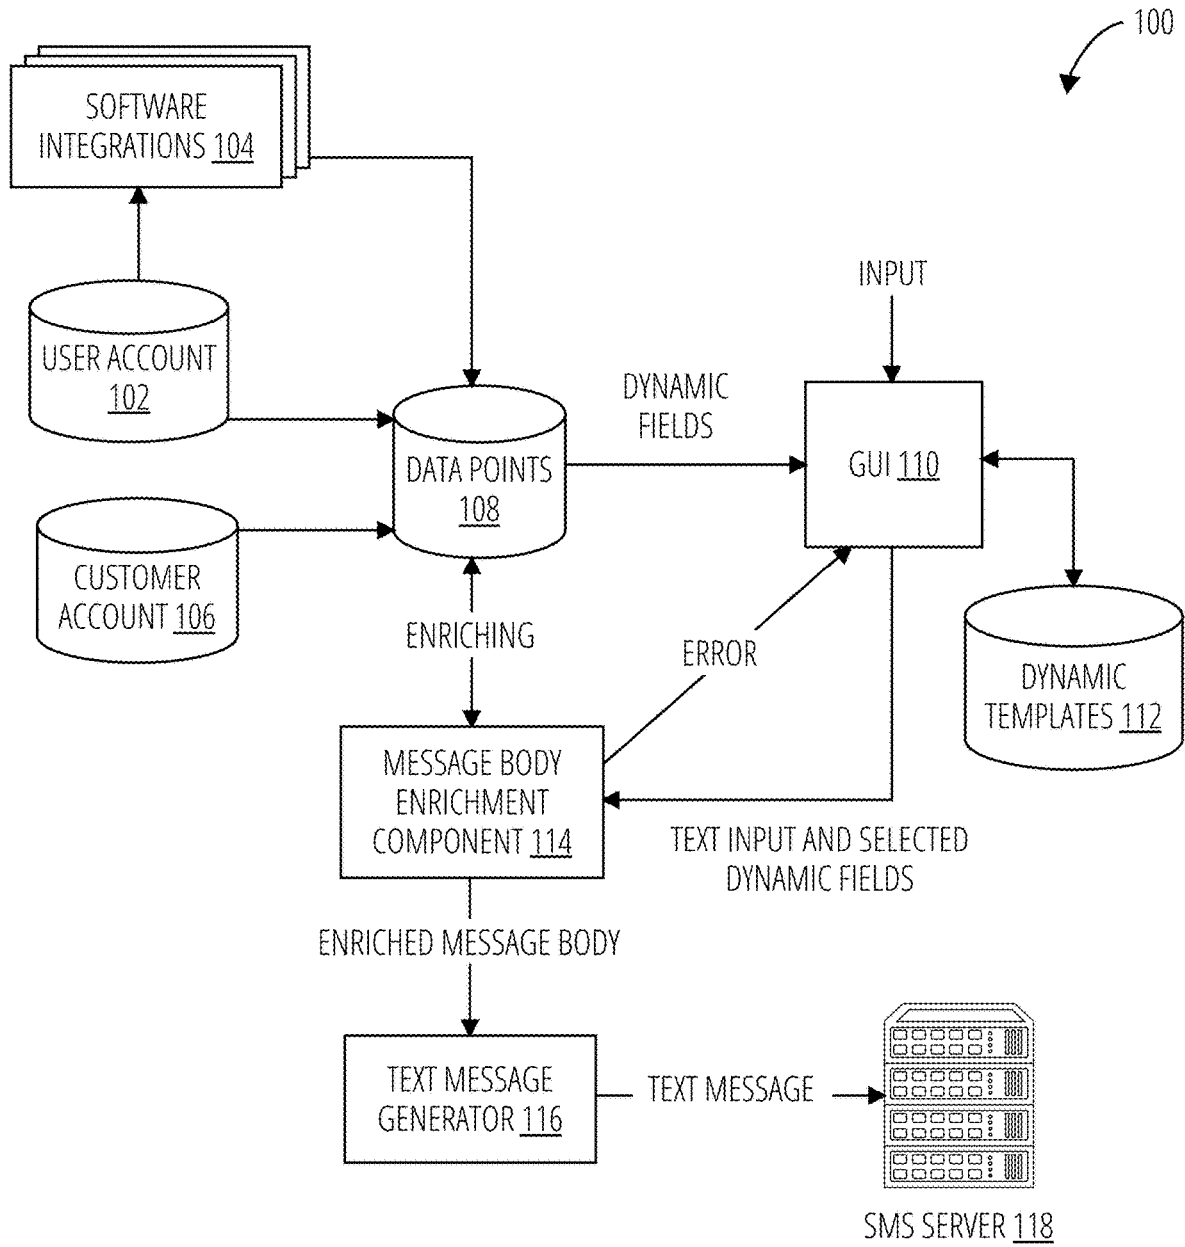 100
SOFTWARE
INTEGRATIONS 104
INPUT
USER ACCOUNT
102
DYNAMIC
FIELDS
GUI 110
DATA POINTS
108
CUSTOMER
ACCOUNT 106
ENRICHING
ERROR
DYNAMIC
TEMPLATES 112
MESSAGE BODY
ENRICHMENT
COMPONENT 114
TEXT INPUT AND SELECTED
DYNAMIC FIELDS
ENRICHED MESSAGE BODY
TEXT MESSAGE
GENERATOR 116
TEXT MESSAGE
SMS SERVER 118